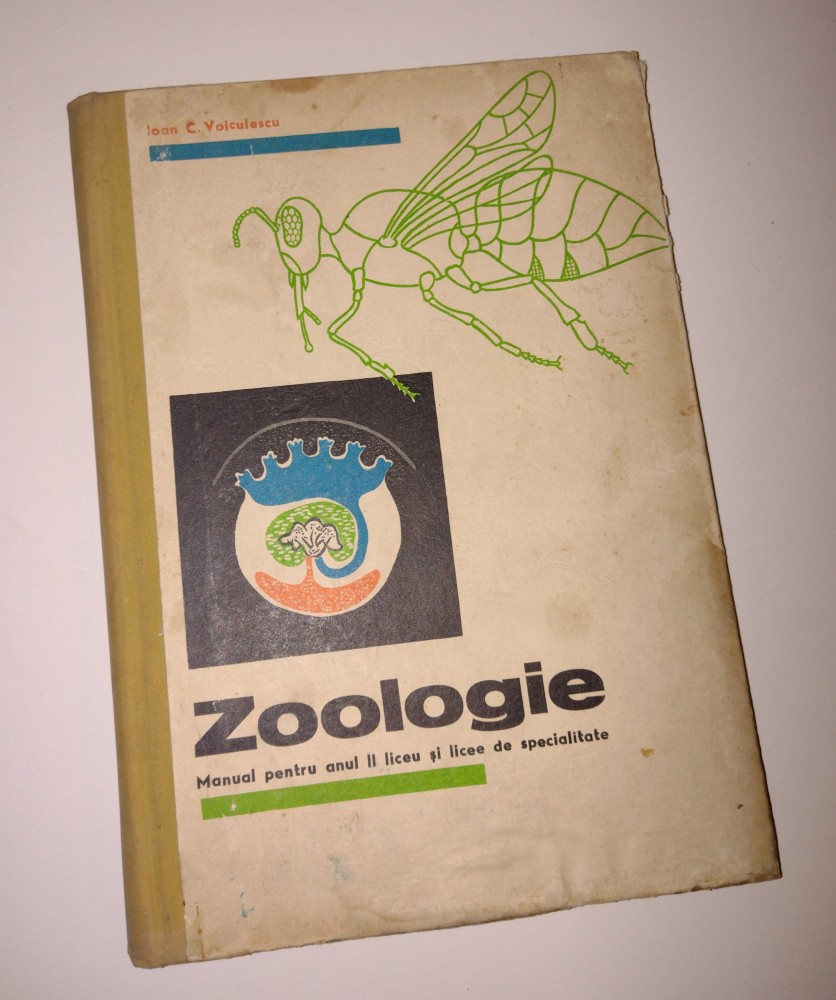 Ioan C. Voiculescu
Zoologie
Manual pentru anul II liceu și licee de specialitate